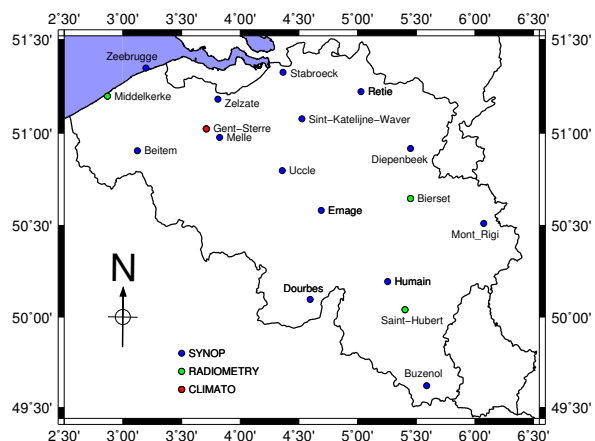 2˚30' 3˚00' 3˚30' 4˚00' 4˚30' 5˚00' 5˚30' 6˚00' 6˚30'
51˚30' 51˚30'
Zeebrugge
Stabroeck
Middelkerke
Retie
Zelzate
Sint-Katelijne-Waver
Gent-Sterre
51˚00' 51˚00'
Melle
Beitem
Diepenbeek
Uccle
Bierset
Ernage
50˚30' 50˚30'
Mont_Rigi
N
Humain
Dourbes
Saint-Hubert
50˚00' 50˚00'
SYNOP
RADIOMETRY
Buzenol
CLIMATO
49˚30' 49˚30'
2˚30' 3˚00' 3˚30' 4˚00' 4˚30' 5˚00' 5˚30' 6˚00' 6˚30'